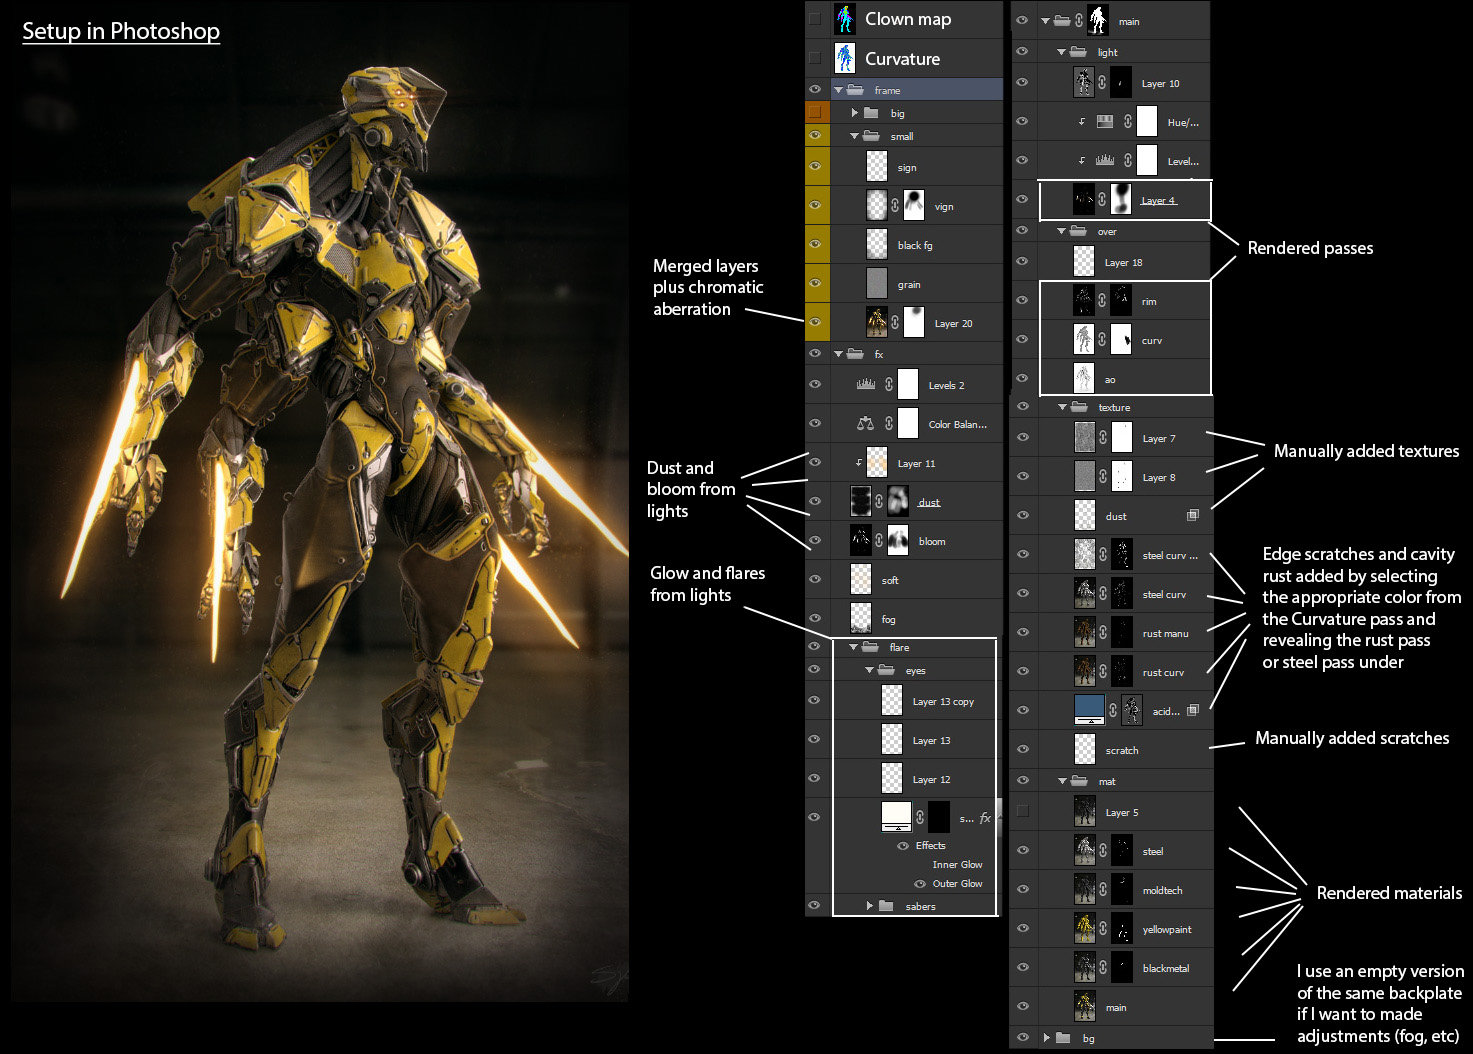 Setup in Photoshop
Merged layers
plus chromatic
aberration
Dust and
bloom from
lights
Glow and flares
from lights
Clown map
Curvature
frame
big
small
sign
vign
black fg
grain
Layer 20
fx
Levels 2
Color Balan...
Layer 11
dust
bloom
soft
fog
flare
eyes
Layer 13 copy
Layer 13
Layer 12
s... fx
Effects
Inner Glow
Outer Glow
sabers
main
light
Layer 10
Hue/...
Level...
Layer 4
over
Layer 18
rim
curv
ao
texture
Layer 7
Layer 8
dust
steel curv ...
steel curv
rust manu
rust curv
acid...
scratch
mat
Layer 5
steel
moldtech
yellowpaint
blackmetal
main
bg
Rendered passes
Manually added textures
Edge scratches and cavity
rust added by selecting
the appropriate color from
the Curvature pass and
revealing the rust pass
or steel pass under
Manually added scratches
Rendered materials
I use an empty version
of the same backplate
if I want to made
adjustments (fog, etc)